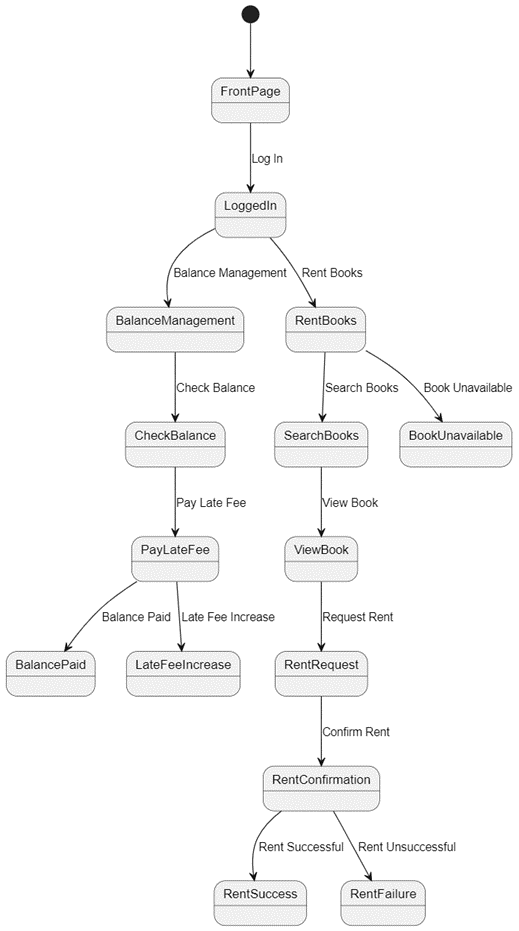 FrontPage
Log In
LoggedIn
Balance Management
Rent Books
BalanceManagement
RentBooks
Check Balance
Search Books
Book Unavailable
CheckBalance
SearchBooks
BookUnavailable
Pay Late Fee
View Book
PayLateFee
ViewBook
Balance Paid
Late Fee Increase
Request Rent
BalancePaid
LateFeeIncrease
RentRequest
Confirm Rent
RentConfirmation
Rent Successful
Rent Unsuccessful
RentSuccess
RentFailure